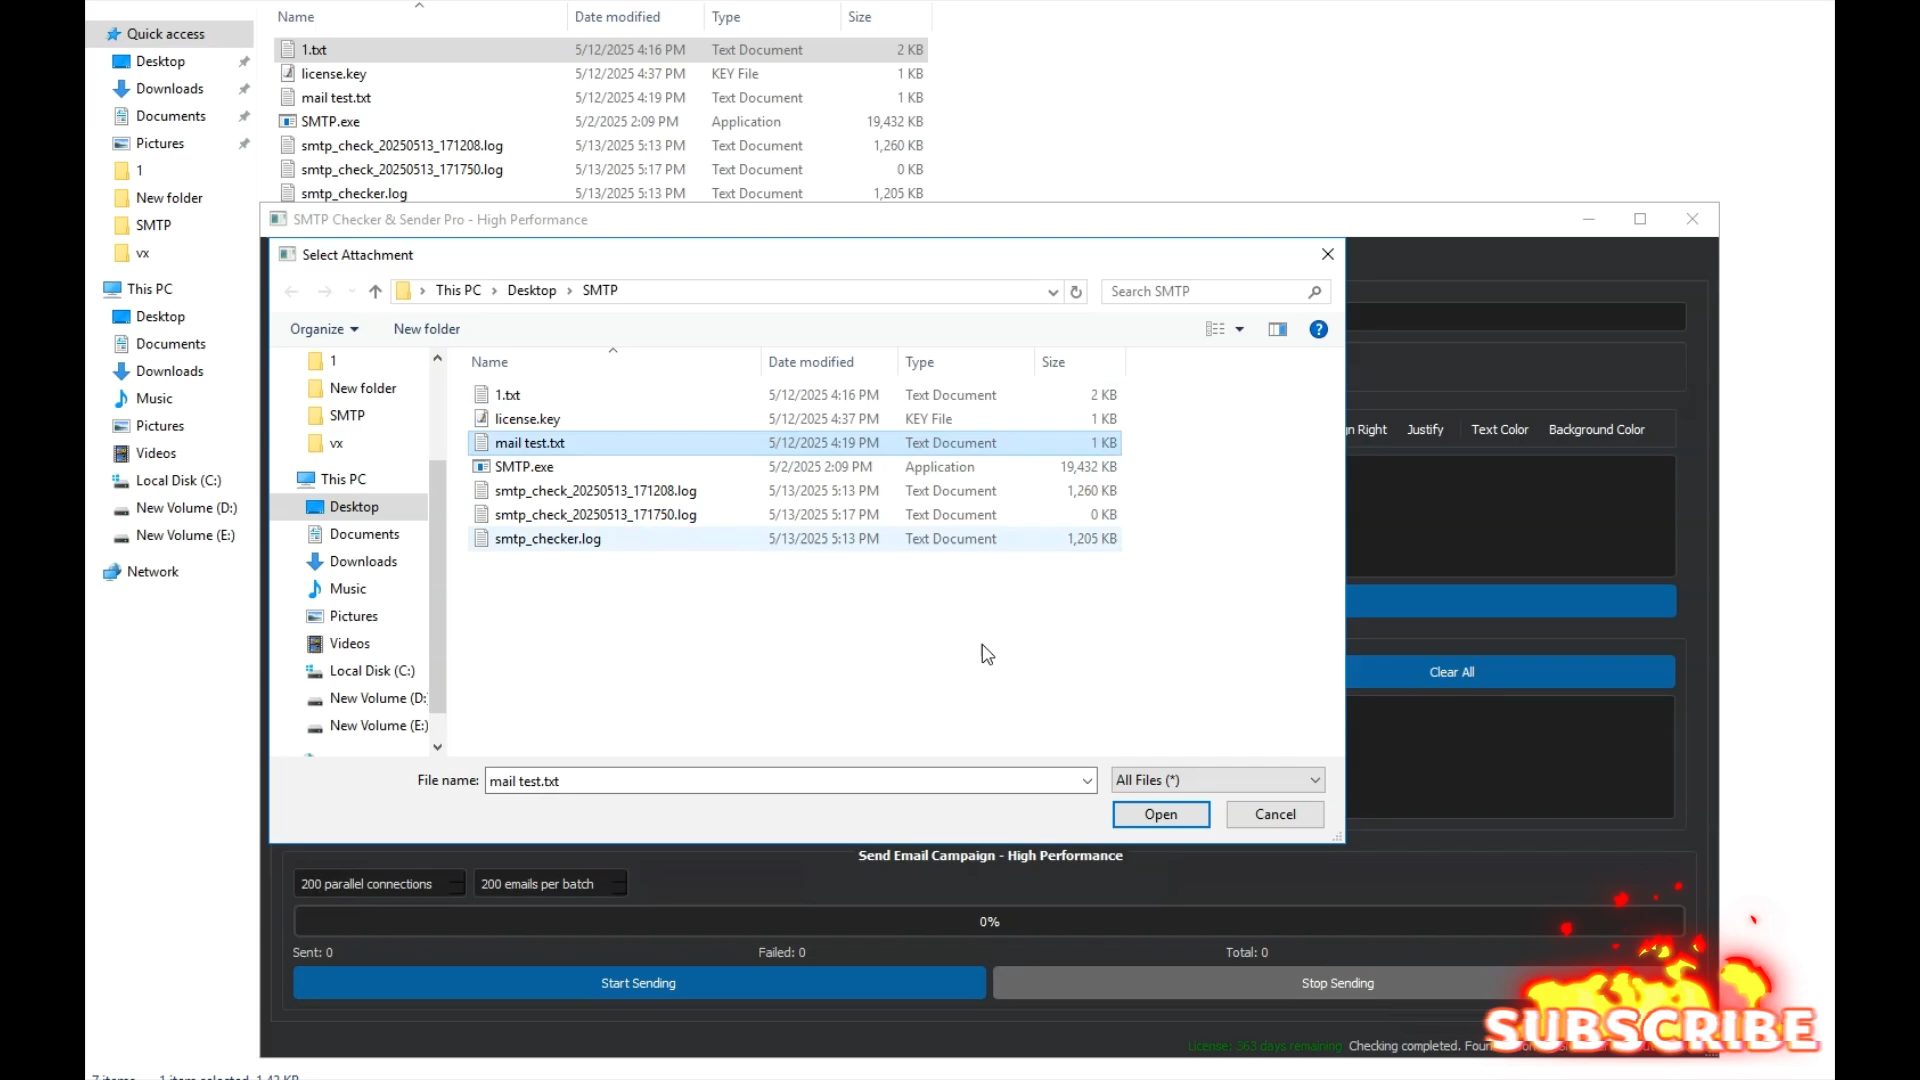 Name Date modified Type Size
Quick access
1.txt 5/12/2025 4:16 PM Text Document 2 KB
Desktop
license.key 5/12/2025 4:37 PM KEY File 1 KB
Downloads
mail test.txt 5/12/2025 4:19 PM Text Document 1 KB
Documents
SMTP.exe 5/2/2025 2:09 PM Application 19,432 KB
Pictures
smtp_check_20250513_171208.log 5/13/2025 5:13 PM Text Document 1,260 KB
1
smtp_check_20250513_171750.log 5/13/2025 5:17 PM Text Document 0 KB
New folder
smtp_checker.log 5/13/2025 5:13 PM Text Document 1,205 KB
SMTP
vx
This PC
Desktop
Documents
Downloads
Music
Pictures
Videos
Local Disk (C:)
New Volume (D:)
New Volume (E:)
Network
SMTP Checker & Sender Pro - High Performance
Select Attachment
This PC > Desktop > SMTP
Search SMTP
Organize New folder
1
New folder
SMTP
vx
This PC
Desktop
Documents
Downloads
Music
Pictures
Videos
Local Disk (C:)
New Volume (D:
New Volume (E:)
Name Date modified Type Size
1.txt 5/12/2025 4:16 PM Text Document 2 KB
license.key 5/12/2025 4:37 PM KEY File 1 KB
mail test.txt 5/12/2025 4:19 PM Text Document 1 KB
SMTP.exe 5/2/2025 2:09 PM Application 19,432 KB
smtp_check_20250513_171208.log 5/13/2025 5:13 PM Text Document 1,260 KB
smtp_check_20250513_171750.log 5/13/2025 5:17 PM Text Document 0 KB
smtp_checker.log 5/13/2025 5:13 PM Text Document 1,205 KB
File name: mail test.txt All Files (*)
Open Cancel
Right Justify Text Color Background Color
Clear All
Send Email Campaign - High Performance
200 parallel connections 200 emails per batch
0%
Sent: 0 Failed: 0 Total: 0
Start Sending Stop Sending
License: 363 days remaining Checking completed.
SUBSCRIBE